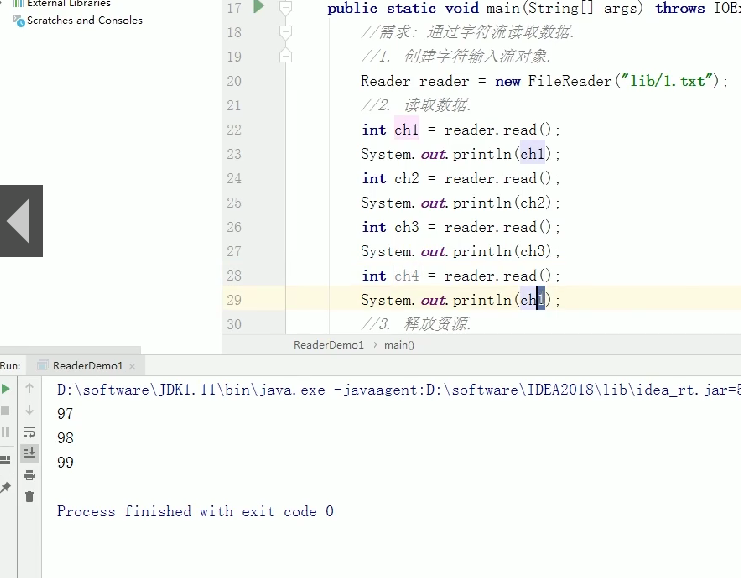 External Libraries
Scratches and Consoles
17 public static void main(String[] args) throws
18 //需求: 通过字符流读取数据.
19 //1. 创建字符输入流对象.
20 Reader reader = new FileReader("lib/1.txt");
21 //2. 读取数据.
22 int ch1 = reader.read();
23 System.out.println(ch1);
24 int ch2 = reader.read();
25 System.out.println(ch2);
26 int ch3 = reader.read();
27 System.out.println(ch3);
28 int ch4 = reader.read();
29 System.out.println(ch1);
30 //3. 释放资源.
ReaderDemo1 > main()
Run: ReaderDemo1 ×
D:\software\JDK1.11\bin\java.exe -javaagent:D:\software\IDEA2018\lib\idea_rt.jar=5
97
98
99
Process finished with exit code 0